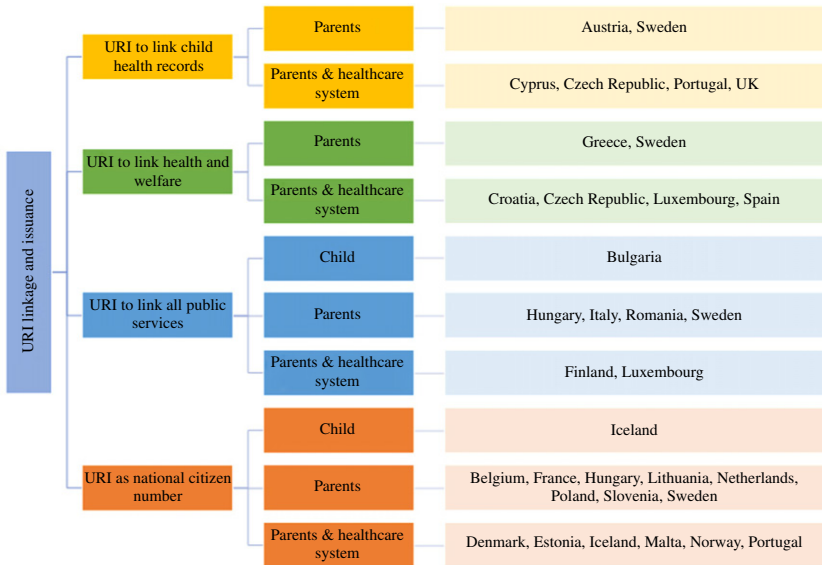 URI linkage and issuance
URI to link child
health records
Parents
Austria, Sweden
Parents & healthcare
system
Cyprus, Czech Republic, Portugal, UK
URI to link health and
welfare
Parents
Greece, Sweden
Parents & healthcare
system
Croatia, Czech Republic, Luxembourg, Spain
URI to link all public
services
Child
Bulgaria
Parents
Hungary, Italy, Romania, Sweden
Parents & healthcare
system
Finland, Luxembourg
URI as national citizen
number
Child
Iceland
Parents
Belgium, France, Hungary, Lithuania, Netherlands,
Poland, Slovenia, Sweden
Parents & healthcare
system
Denmark, Estonia, Iceland, Malta, Norway, Portugal